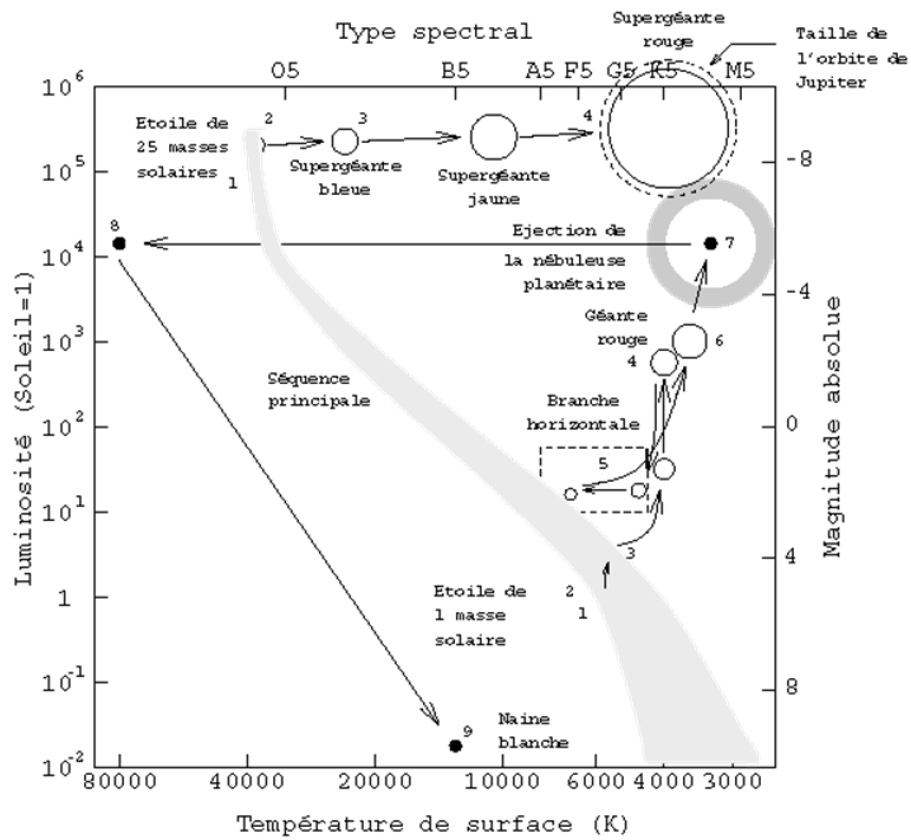 Type spectral
Supergéante
rouge
Taille de
l'orbite de
Jupiter
O5 B5 A5 F5 G5 K5 M5
10^6
10^5
10^4
10^3
10^2
10^1
1
10^-1
10^-2
Luminosité (Soleil=1)
Etoile de
25 masses
solaires
1
2
3
Supergéante
bleue
Supergéante
jaune
4
8
Ejection de
la nébuleuse
planétaire
7
Géante
rouge
4
6
Séquence
principale
Branche
horizontale
5
3
Etoile de
1 masse
solaire
2
1
Naine
blanche
9
-8
-4
0
4
8
Magnitude absolue
80000 40000 20000 10000 6000 4000 3000
Température de surface (K)